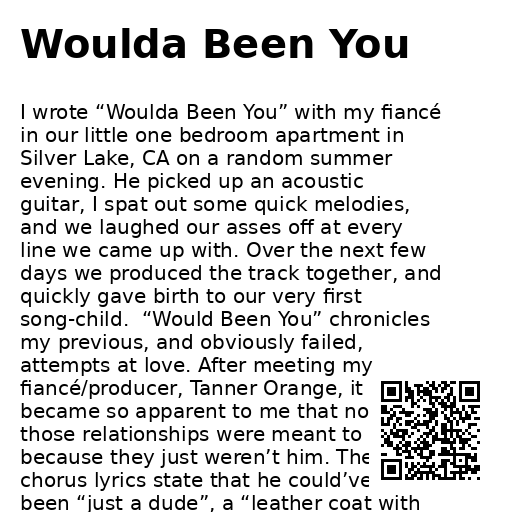 Woulda Been You
I wrote “Woulda Been You” with my fiancé
in our little one bedroom apartment in
Silver Lake, CA on a random summer
evening. He picked up an acoustic
guitar, I spat out some quick melodies,
and we laughed our asses off at every
line we came up with. Over the next few
days we produced the track together, and
quickly gave birth to our very first
song-child.  “Would Been You” chronicles
my previous, and obviously failed,
attempts at love. After meeting my
fiancé/producer, Tanner Orange, it
became so apparent to me that no
those relationships were meant to
because they just weren’t him. The
chorus lyrics state that he could’ve
been “just a dude”, a “leather coat with